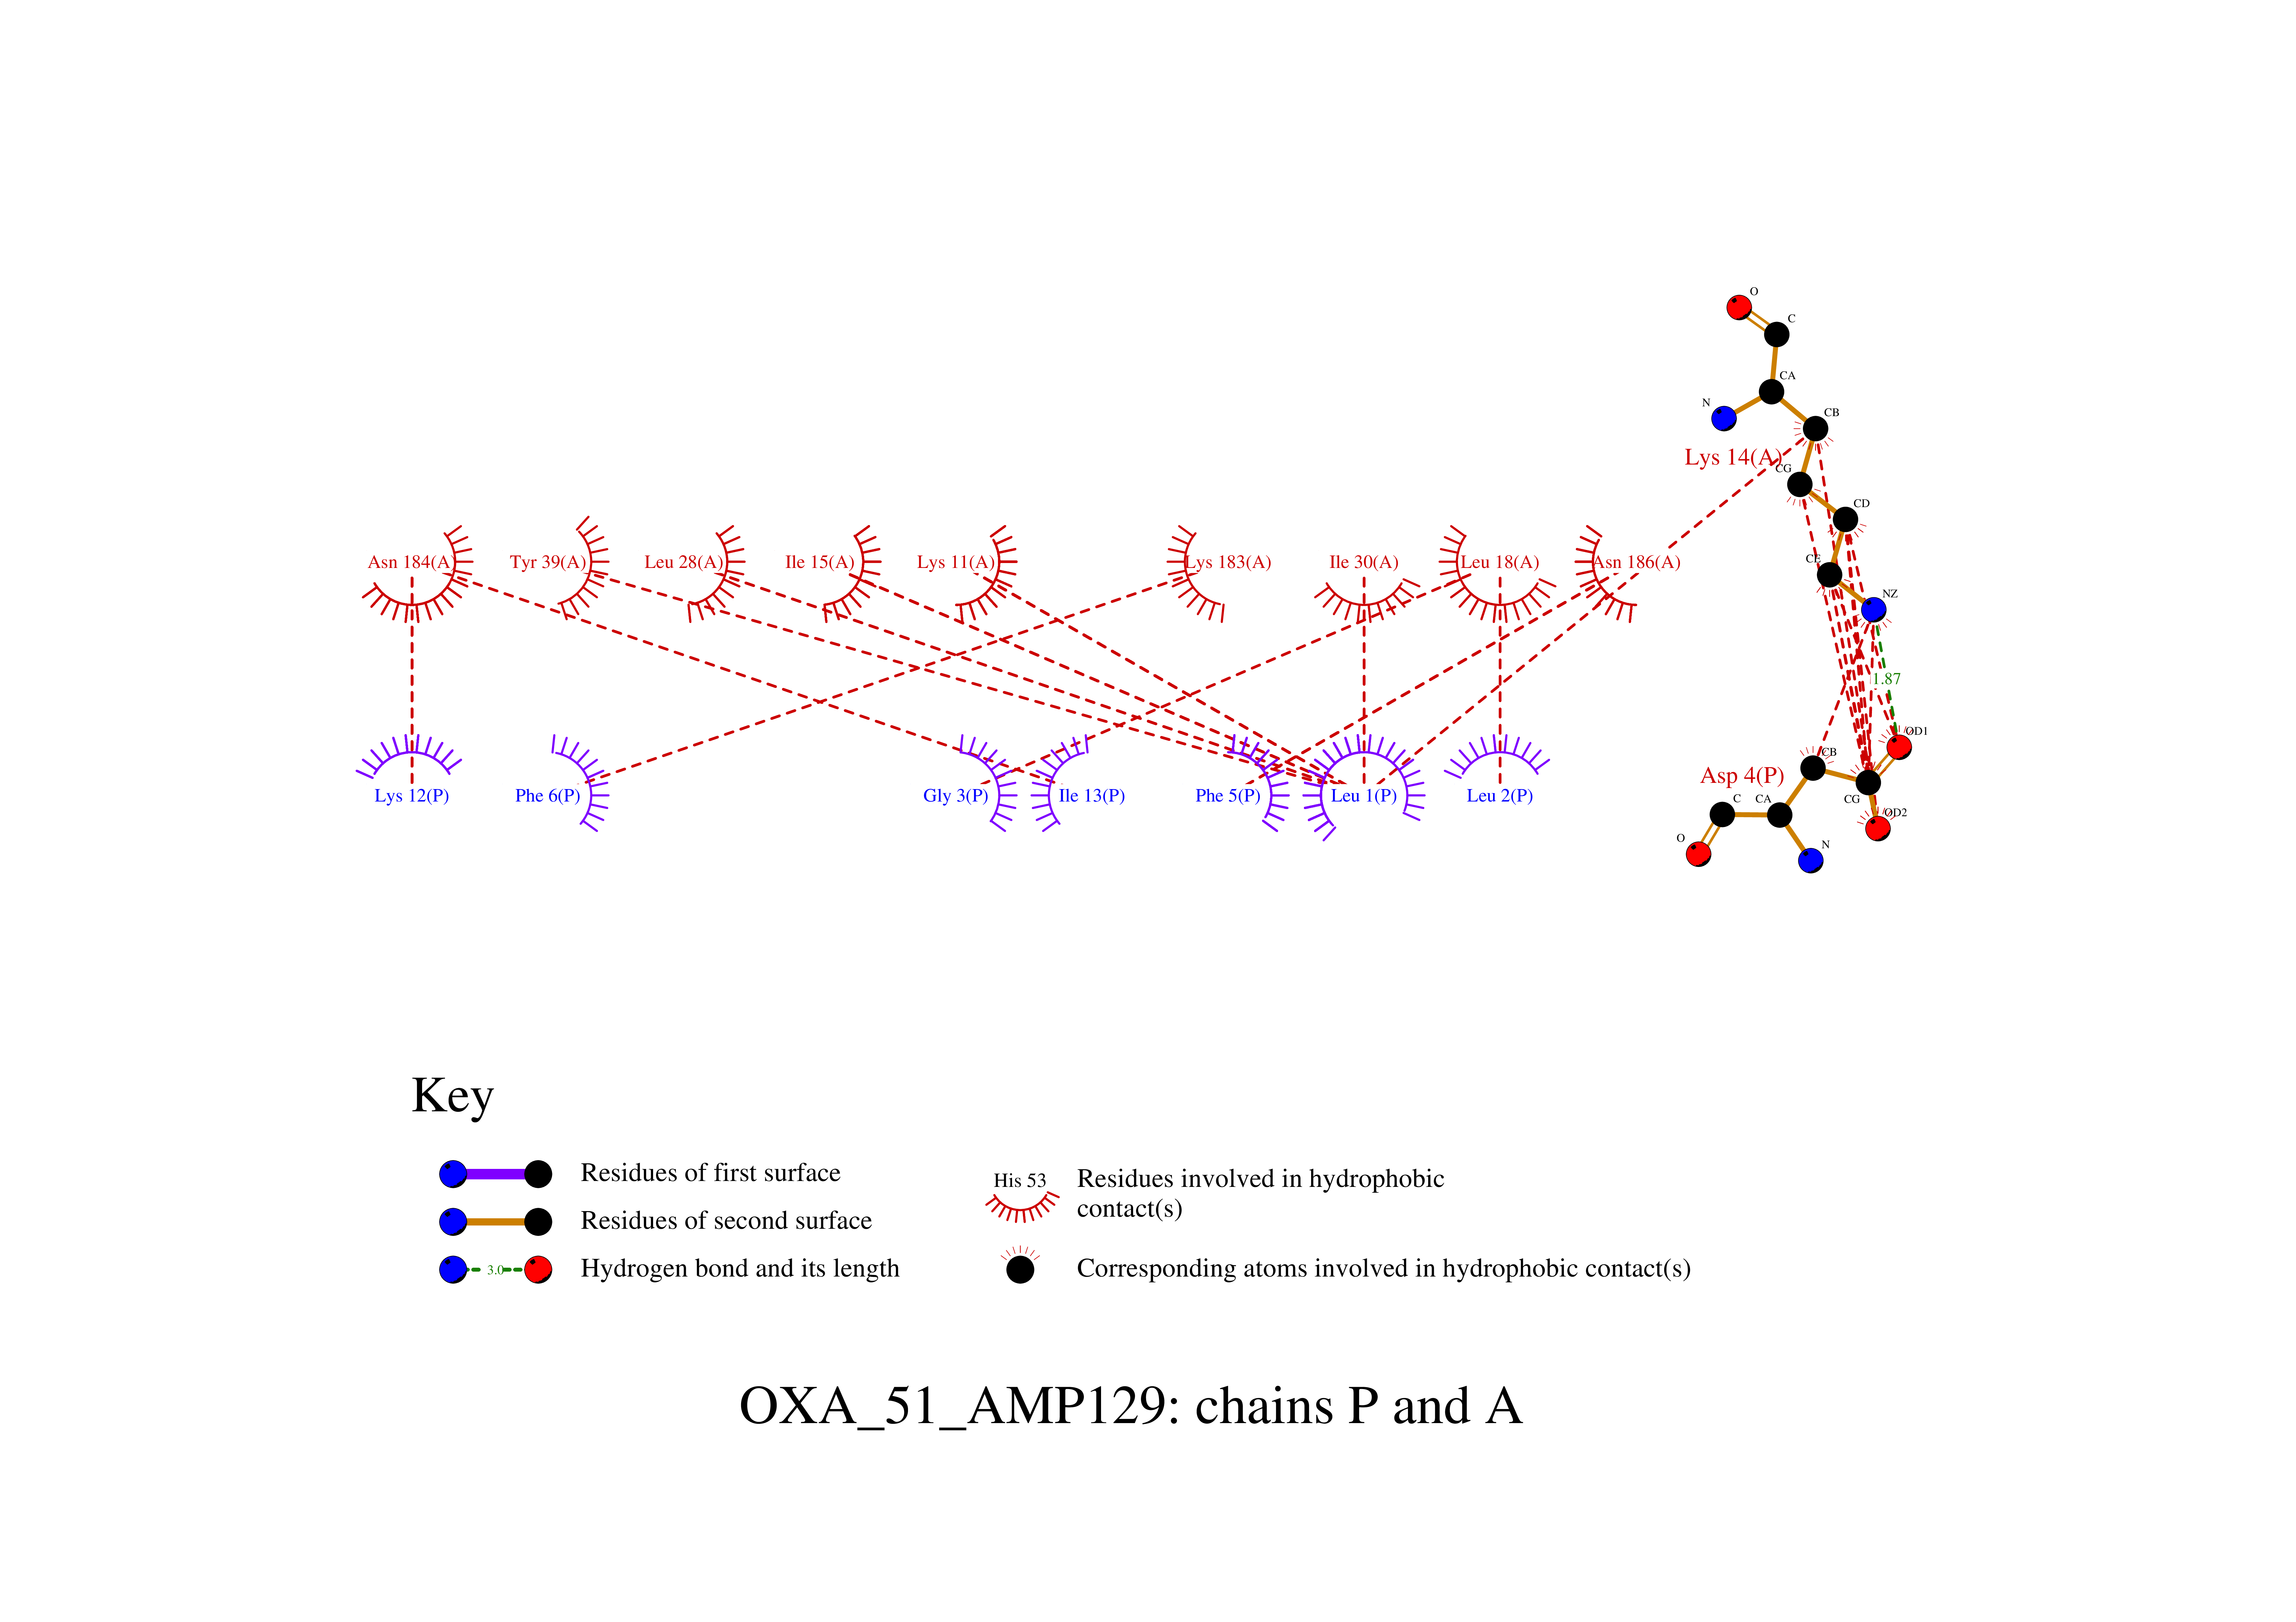 O
C
CA
N
CB
Lys 14(A)
CG
CD
CE
NZ
Asn 184(A)
Tyr 39(A)
Leu 28(A)
Ile 15(A)
Lys 11(A)
Lys 183(A)
Ile 30(A)
Leu 18(A)
Asn 186(A)
1.87
OD1
CB
Asp 4(P)
Lys 12(P)
Phe 6(P)
Gly 3(P)
Ile 13(P)
Phe 5(P)
Leu 1(P)
Leu 2(P)
C
CA
CG
OD2
O
N
Key
Residues of first surface
Residues of second surface
3.0
Hydrogen bond and its length
His 53
Residues involved in hydrophobic
contact(s)
Corresponding atoms involved in hydrophobic contact(s)
OXA_51_AMP129: chains P and A